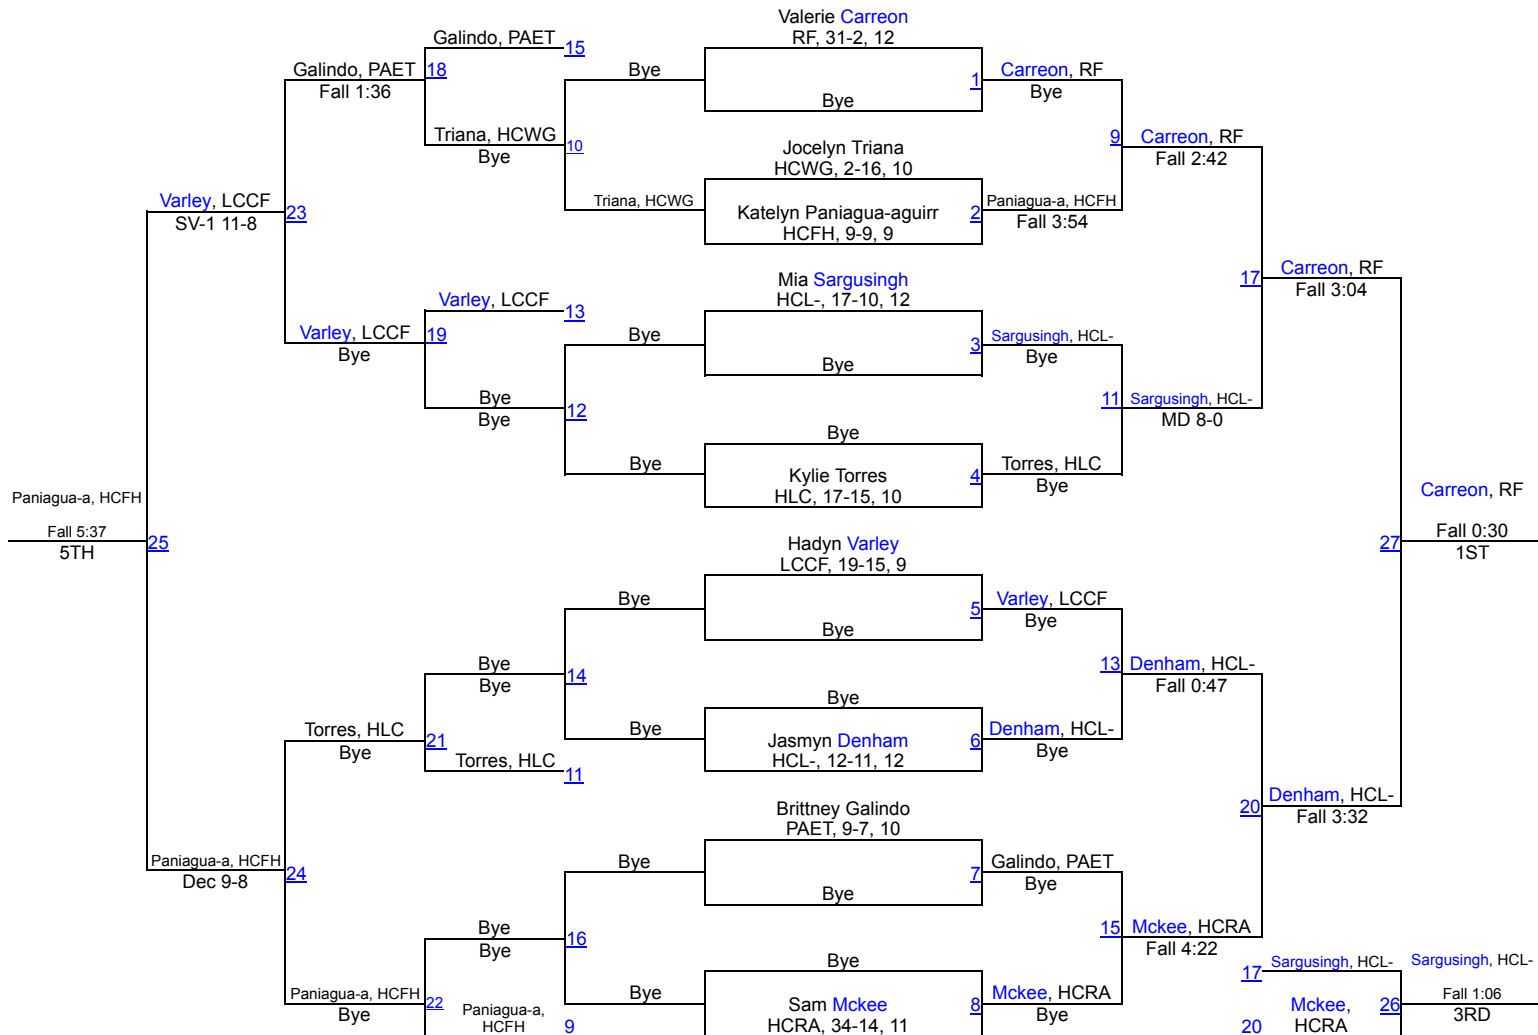 Valerie Carreon
RF, 31-2, 12
Galindo, PAET
15
Galindo, PAET
18
Fall 1:36
Bye
1
Carreon, RF
Bye
Bye
Triana, HCWG
10
Bye
Jocelyn Triana
HCWG, 2-16, 10
9
Carreon, RF
Fall 2:42
Varley, LCCF
23
SV-1 11-8
Triana, HCWG
Katelyn Paniagua-aguirr
HCFH, 9-9, 9
2
Paniagua-a, HCFH
Fall 3:54
Mia Sargusingh
HCL-, 17-10, 12
17
Carreon, RF
Fall 3:04
Varley, LCCF
13
Varley, LCCF
19
Bye
Bye
3
Sargusingh, HCL-
Bye
Bye
Bye
12
Bye
11
Sargusingh, HCL-
MD 8-0
Bye
Bye
Kylie Torres
HLC, 17-15, 10
4
Torres, HLC
Bye
Paniagua-a, HCFH
Fall 5:37
25
5TH
Carreon, RF
27
Fall 0:30
1ST
Hadyn Varley
LCCF, 19-15, 9
Bye
5
Varley, LCCF
Bye
Bye
Bye
14
Bye
13
Denham, HCL-
Fall 0:47
Torres, HLC
21
Bye
Bye
Bye
Jasmyn Denham
HCL-, 12-11, 12
6
Denham, HCL-
Bye
Torres, HLC
11
Brittney Galindo
PAET, 9-7, 10
20
Denham, HCL-
Fall 3:32
Paniagua-a, HCFH
24
Dec 9-8
Bye
7
Galindo, PAET
Bye
Bye
Bye
16
Bye
15
Mckee, HCRA
Fall 4:22
Bye
17
Sargusingh, HCL-
Sargusingh, HCL-
Paniagua-a, HCFH
22
Bye
Paniagua-a,
HCFH
9
Bye
Sam Mckee
HCRA, 34-14, 11
8
Mckee, HCRA
Bye
20
Mckee,
HCRA
26
Fall 1:06
3RD